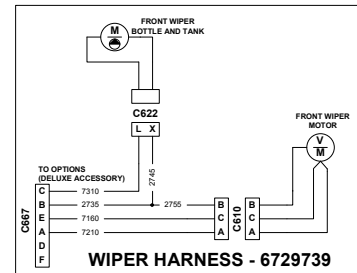 FRONT WIPER
BOTTLE AND TANK
M
C622
L X
FRONT WIPER
MOTOR
V
M
TO OPTIONS
(DELUXE ACCESSORY)
2745
C 7310
B 2735 2755 B B
E 7160 C C
A 7210 A A
D
F
C667
C610
WIPER HARNESS - 6729739